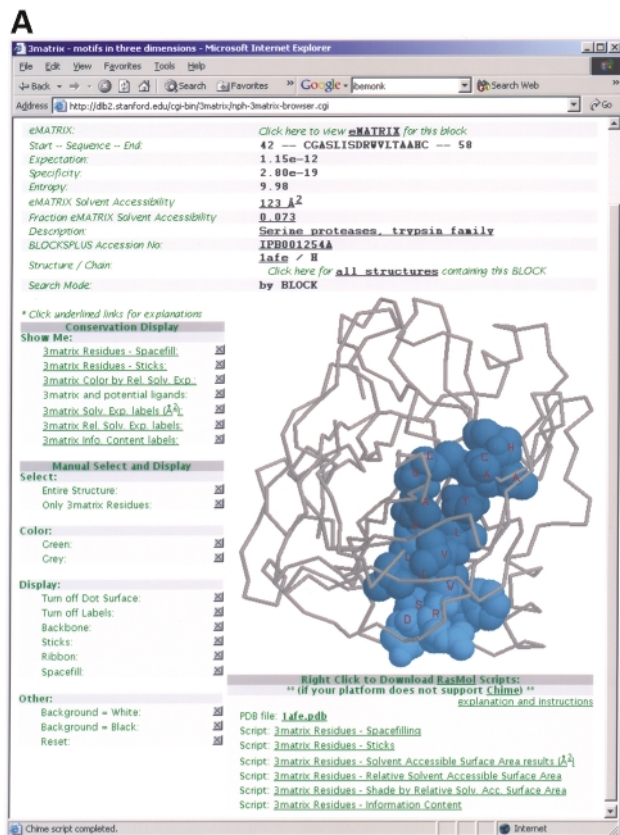 A
3matrix - motifs in three dimensions - Microsoft Internet Explorer
File Edit View Favorites Tools Help
Back Search Favorites » Google ibemonk Search Web »
Address http://db2.stanford.edu/cgi-bin/3matrix/nph-3matrix-browser.cgi Go
eMATRIX: Click here to view eMATRIX for this block
Start -- Sequence -- End: 42 -- CGASLISDRWVLTAAHC -- 58
Expectation: 1.15e-12
Specificity: 2.80e-19
Entropy: 9.98
eMATRIX Solvent Accessibility 123 Å2
Fraction eMATRIX Solvent Accessibility 0.073
Description: Serine proteases, trypsin family
BLOCKSPLUS Accession No: IPB001254A
Structure / Chain: 1afe / H
Click here for all structures containing this BLOCK
Search Mode: by BLOCK
* Click underlined links for explanations
Conservation Display
Show Me:
3matrix Residues - Spacefill:
3matrix Residues - Sticks:
3matrix Color by Rel. Solv. Exp.:
3matrix and potential ligands:
3matrix Solv. Exp. labels (Å2):
3matrix Rel. Solv. Exp. labels:
3matrix Info. Content labels:
Manual Select and Display
Select:
Entire Structure:
Only 3matrix Residues:
Color:
Green:
Grey:
Display:
Turn off Dot Surface:
Turn off Labels:
Backbone:
Sticks:
Ribbon:
Spacefill:
Other:
Background = White:
Background = Black:
Reset:
C H
L
V
V
S
D R
Right Click to Download RasMol Scripts:
** (if your platform does not support Chime) **
explanation and instructions
PDB file: 1afe.pdb
Script: 3matrix Residues - Spacefilling
Script: 3matrix Residues - Sticks
Script: 3matrix Residues - Solvent Accessible Surface Area results (Å2)
Script: 3matrix Residues - Relative Solvent Accessible Surface Area
Script: 3matrix Residues - Shade by Relative Solv. Acc. Surface Area
Script: 3matrix Residues - Information Content
Chime script completed. Internet